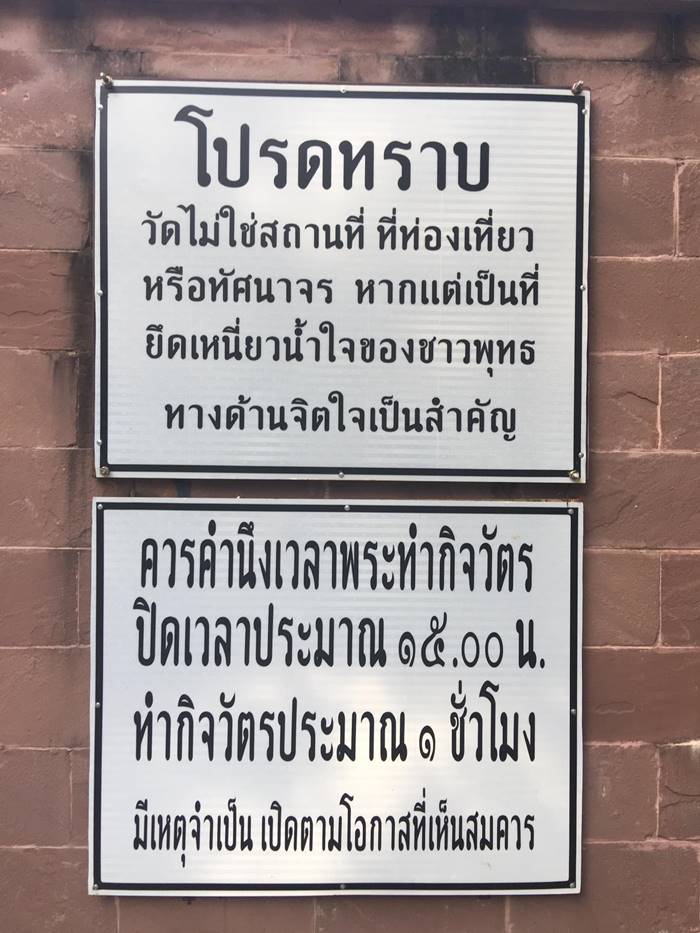 โปรดทราบ
วัดไม่ใช่สถานที่ ที่ท่องเที่ยว
หรือทัศนาจร หากแต่เป็นที่
ยึดเหนี่ยวน้ำใจของชาวพุทธ
ทางด้านจิตใจเป็นสำคัญ
ควรคำนึงเวลาพระทำกิจวัตร
ปิดเวลาประมาณ ๑๕.๐๐ น.
ทำกิจวัตรประมาณ ๑ ชั่วโมง
มีเหตุจำเป็น เปิดตามโอกาสที่เห็นสมควร